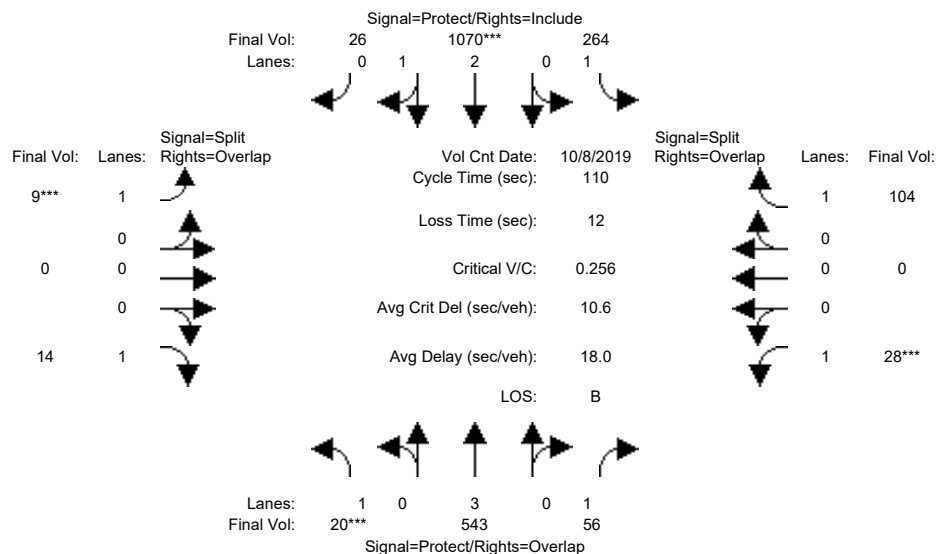 Signal=Protect/Rights=Include
Final Vol: 26 1070*** 264
Lanes: 0 1 2 0 1
Signal=Split Signal=Split
Final Vol: Lanes: Rights=Overlap Vol Cnt Date: 10/8/2019 Rights=Overlap Lanes: Final Vol:
Cycle Time (sec): 110
9*** 1 1 104
Loss Time (sec): 12
0 0
0 0 Critical V/C: 0.256 0 0
0 Avg Crit Del (sec/veh): 10.6 0
14 1 Avg Delay (sec/veh): 18.0 1 28***
LOS: B
Lanes: 1 0 3 0 1
Final Vol: 20*** 543 56
Signal=Protect/Rights=Overlap